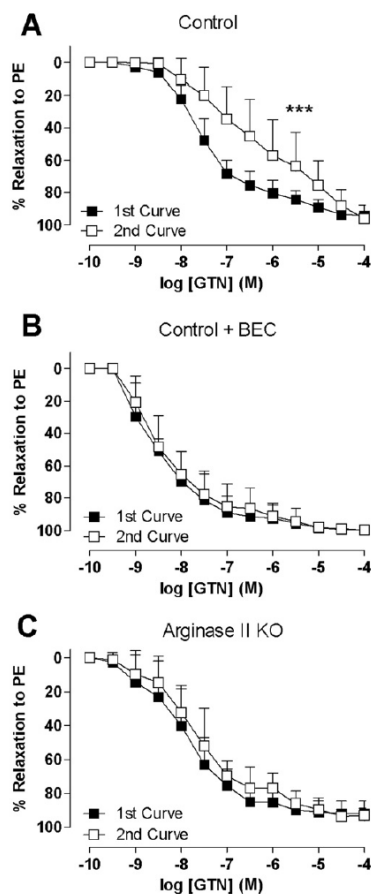 A
Control
% Relaxation to PE
0
20
40
60
80
100
***
1st Curve
2nd Curve
-10 -9 -8 -7 -6 -5 -4
log [GTN] (M)
B
Control + BEC
% Relaxation to PE
0
20
40
60
80
100
1st Curve
2nd Curve
-10 -9 -8 -7 -6 -5 -4
log [GTN] (M)
C
Arginase II KO
% Relaxation to PE
0
20
40
60
80
100
1st Curve
2nd Curve
-10 -9 -8 -7 -6 -5 -4
log [GTN] (M)